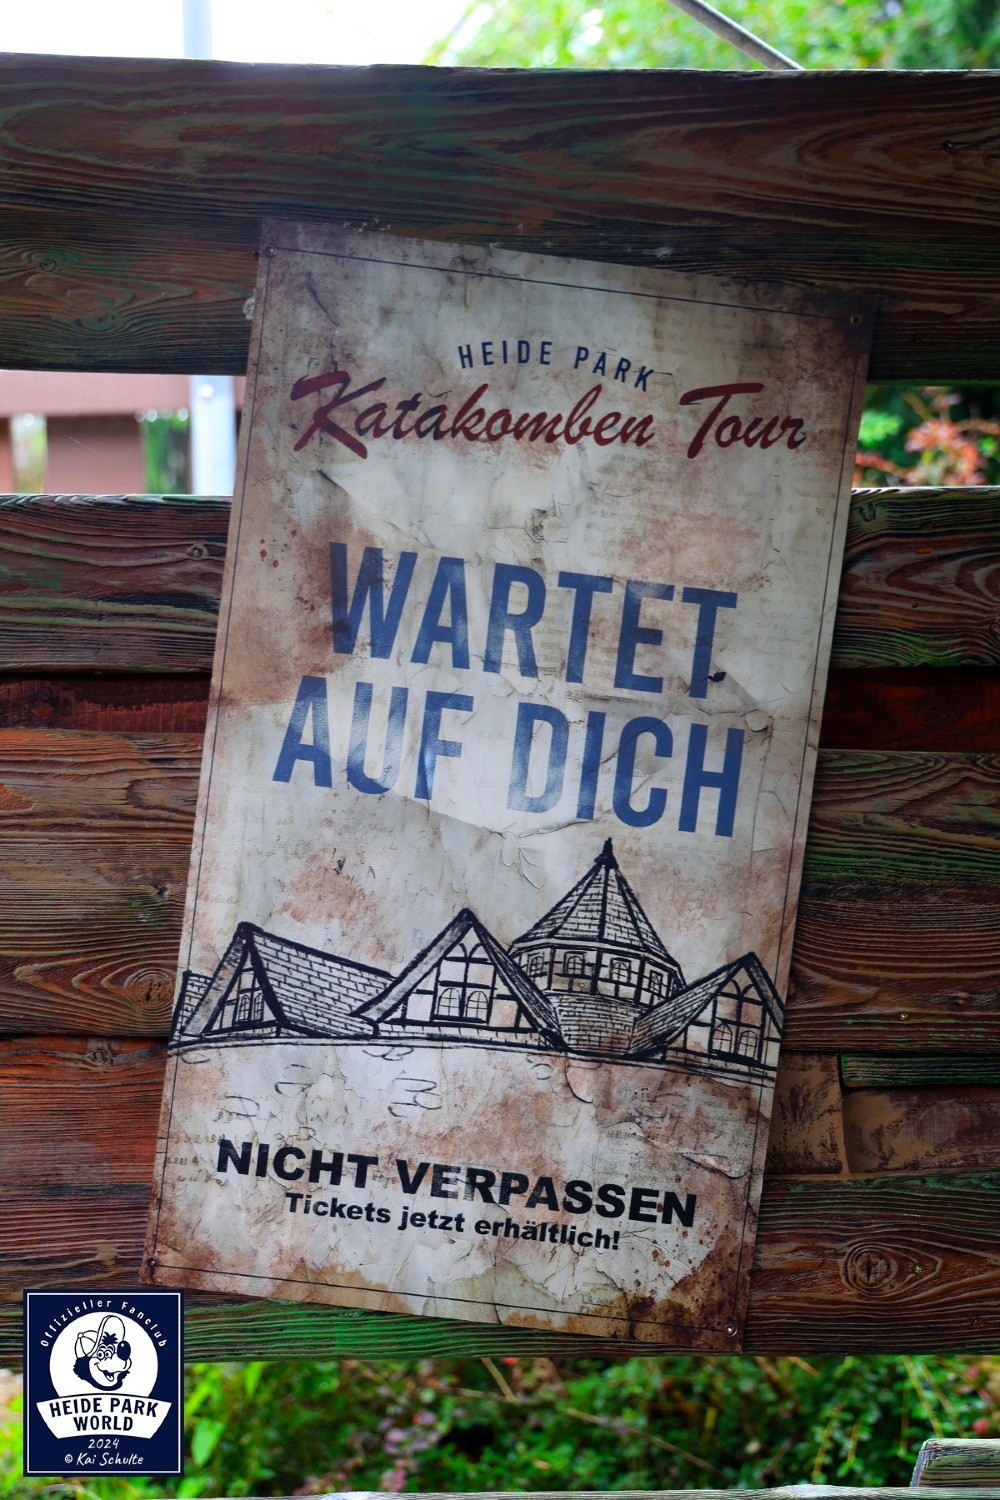 HEIDE PARK
Katakomben Tour
WARTET
AUF DICH
NICHT VERPASSEN
Tickets jetzt erhältlich!
Offizieller Fanclub
HEIDE PARK
WORLD
2024
© Kai Schulte